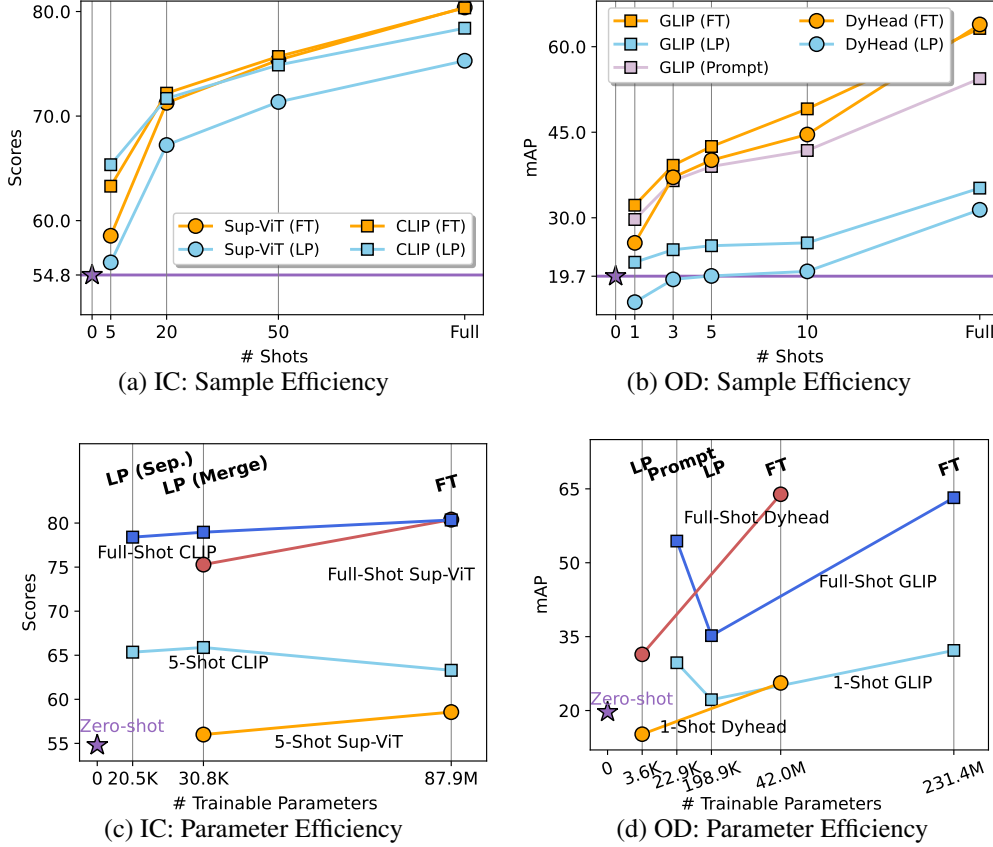 80.0
70.0
60.0
54.8
Scores
Sup-ViT (FT)
Sup-ViT (LP)
CLIP (FT)
CLIP (LP)
0 5 20 50 Full
# Shots
(a) IC: Sample Efficiency
60.0
45.0
30.0
19.7
mAP
GLIP (FT)
GLIP (LP)
GLIP (Prompt)
DyHead (FT)
DyHead (LP)
0 1 3 5 10 Full
# Shots
(b) OD: Sample Efficiency
LP (Sep.)
LP (Merge)
FT
80
75
70
65
60
55
Scores
Full-Shot CLIP
Full-Shot Sup-ViT
5-Shot CLIP
Zero-shot
5-Shot Sup-ViT
0 20.5K 30.8K 87.9M
# Trainable Parameters
(c) IC: Parameter Efficiency
LP
Prompt
LP
FT
FT
65
50
35
20
mAP
Full-Shot Dyhead
Full-Shot GLIP
1-Shot GLIP
Zero-shot
1-Shot Dyhead
0 3.6K 22.9K 198.9K 42.0M 231.4M
# Trainable Parameters
(d) OD: Parameter Efficiency